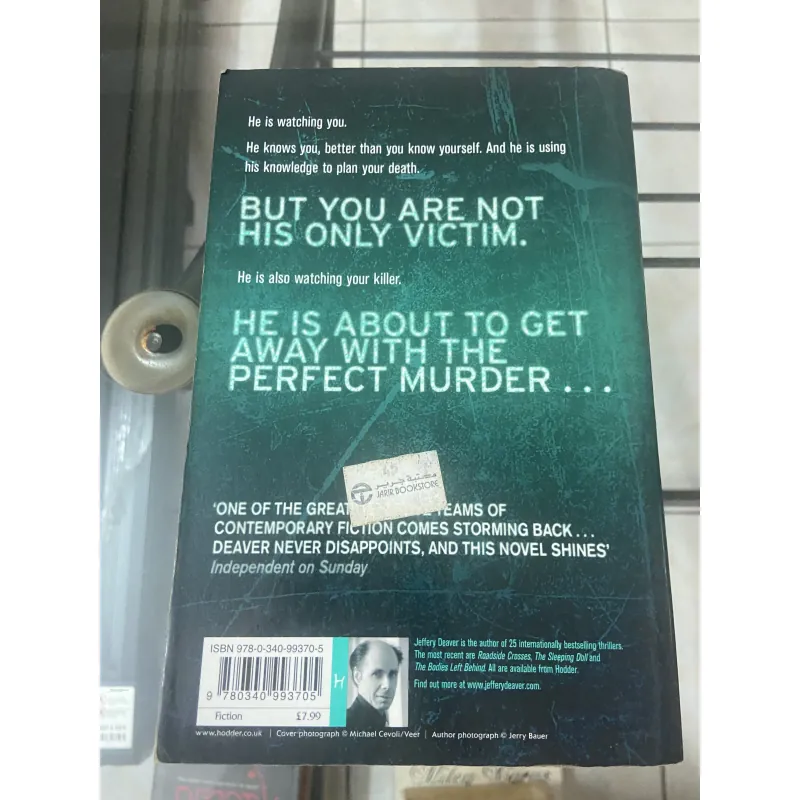 He is watching you.
He knows you, better than you know yourself. And he is using
his knowledge to plan your death.
BUT YOU ARE NOT
HIS ONLY VICTIM.
He is also watching your killer.
HE IS ABOUT TO GET
AWAY WITH THE
PERFECT MURDER . . .
مكتبة جرير
JARIR BOOKSTORE
'ONE OF THE GREAT TEAMS OF
CONTEMPORARY FICTION COMES STORMING BACK . . .
DEAVER NEVER DISAPPOINTS, AND THIS NOVEL SHINES'
Independent on Sunday
ISBN 978-0-340-99370-5
9 780340 993705
Fiction £7.99
H
Jeffery Deaver is the author of 25 internationally bestselling thrillers.
The most recent are Roadside Crosses, The Sleeping Doll and
The Bodies Left Behind. All are available from Hodder.
Find out more at www.jefferydeaver.com.
www.hodder.co.uk | Cover photograph © Michael Cevoli/Veer | Author photograph © Jerry Bauer